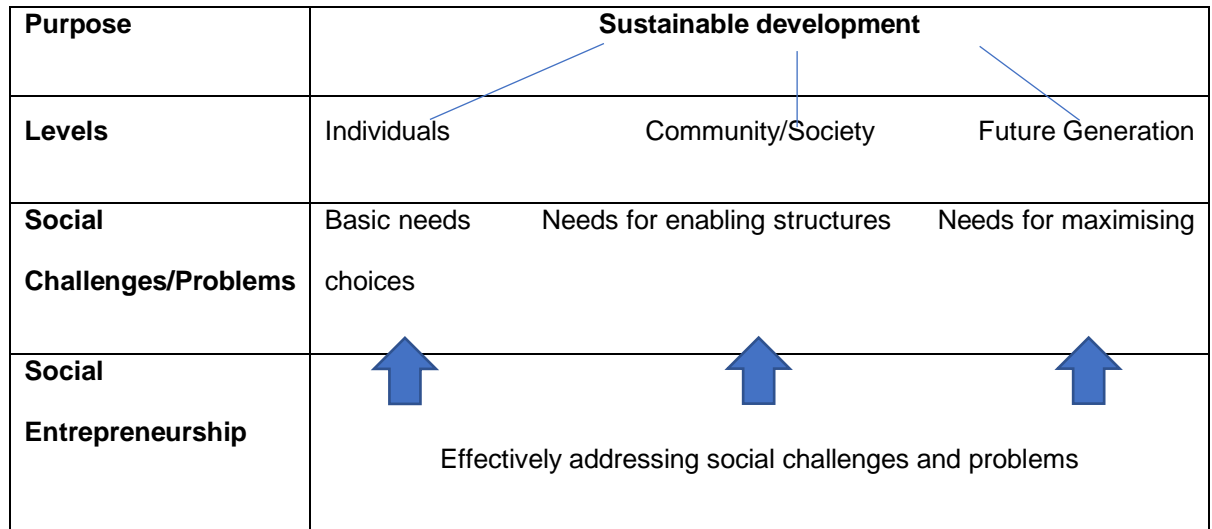 Purpose Sustainable development
Levels Individuals Community/Society Future Generation
Social Basic needs Needs for enabling structures Needs for maximising
Challenges/Problems choices
Social
Entrepreneurship
Effectively addressing social challenges and problems